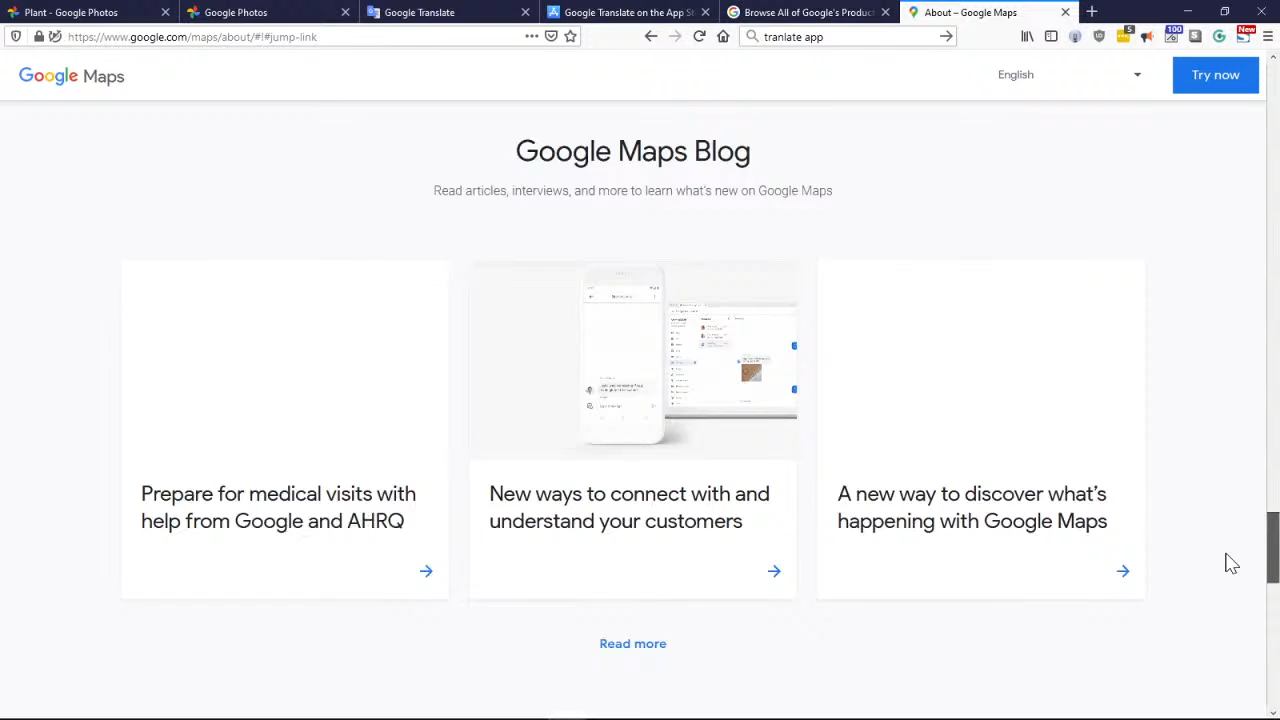 Plant - Google Photos
Google Photos
Google Translate
Google Translate on the App S
Browse All of Google's Product
About – Google Maps
https://www.google.com/maps/about/#!#jump-link
tranlate app
5
100
New
Google Maps
English
Try now
Google Maps Blog
Read articles, interviews, and more to learn what's new on Google Maps
Prepare for medical visits with
help from Google and AHRQ
New ways to connect with and
understand your customers
A new way to discover what's
happening with Google Maps
Read more